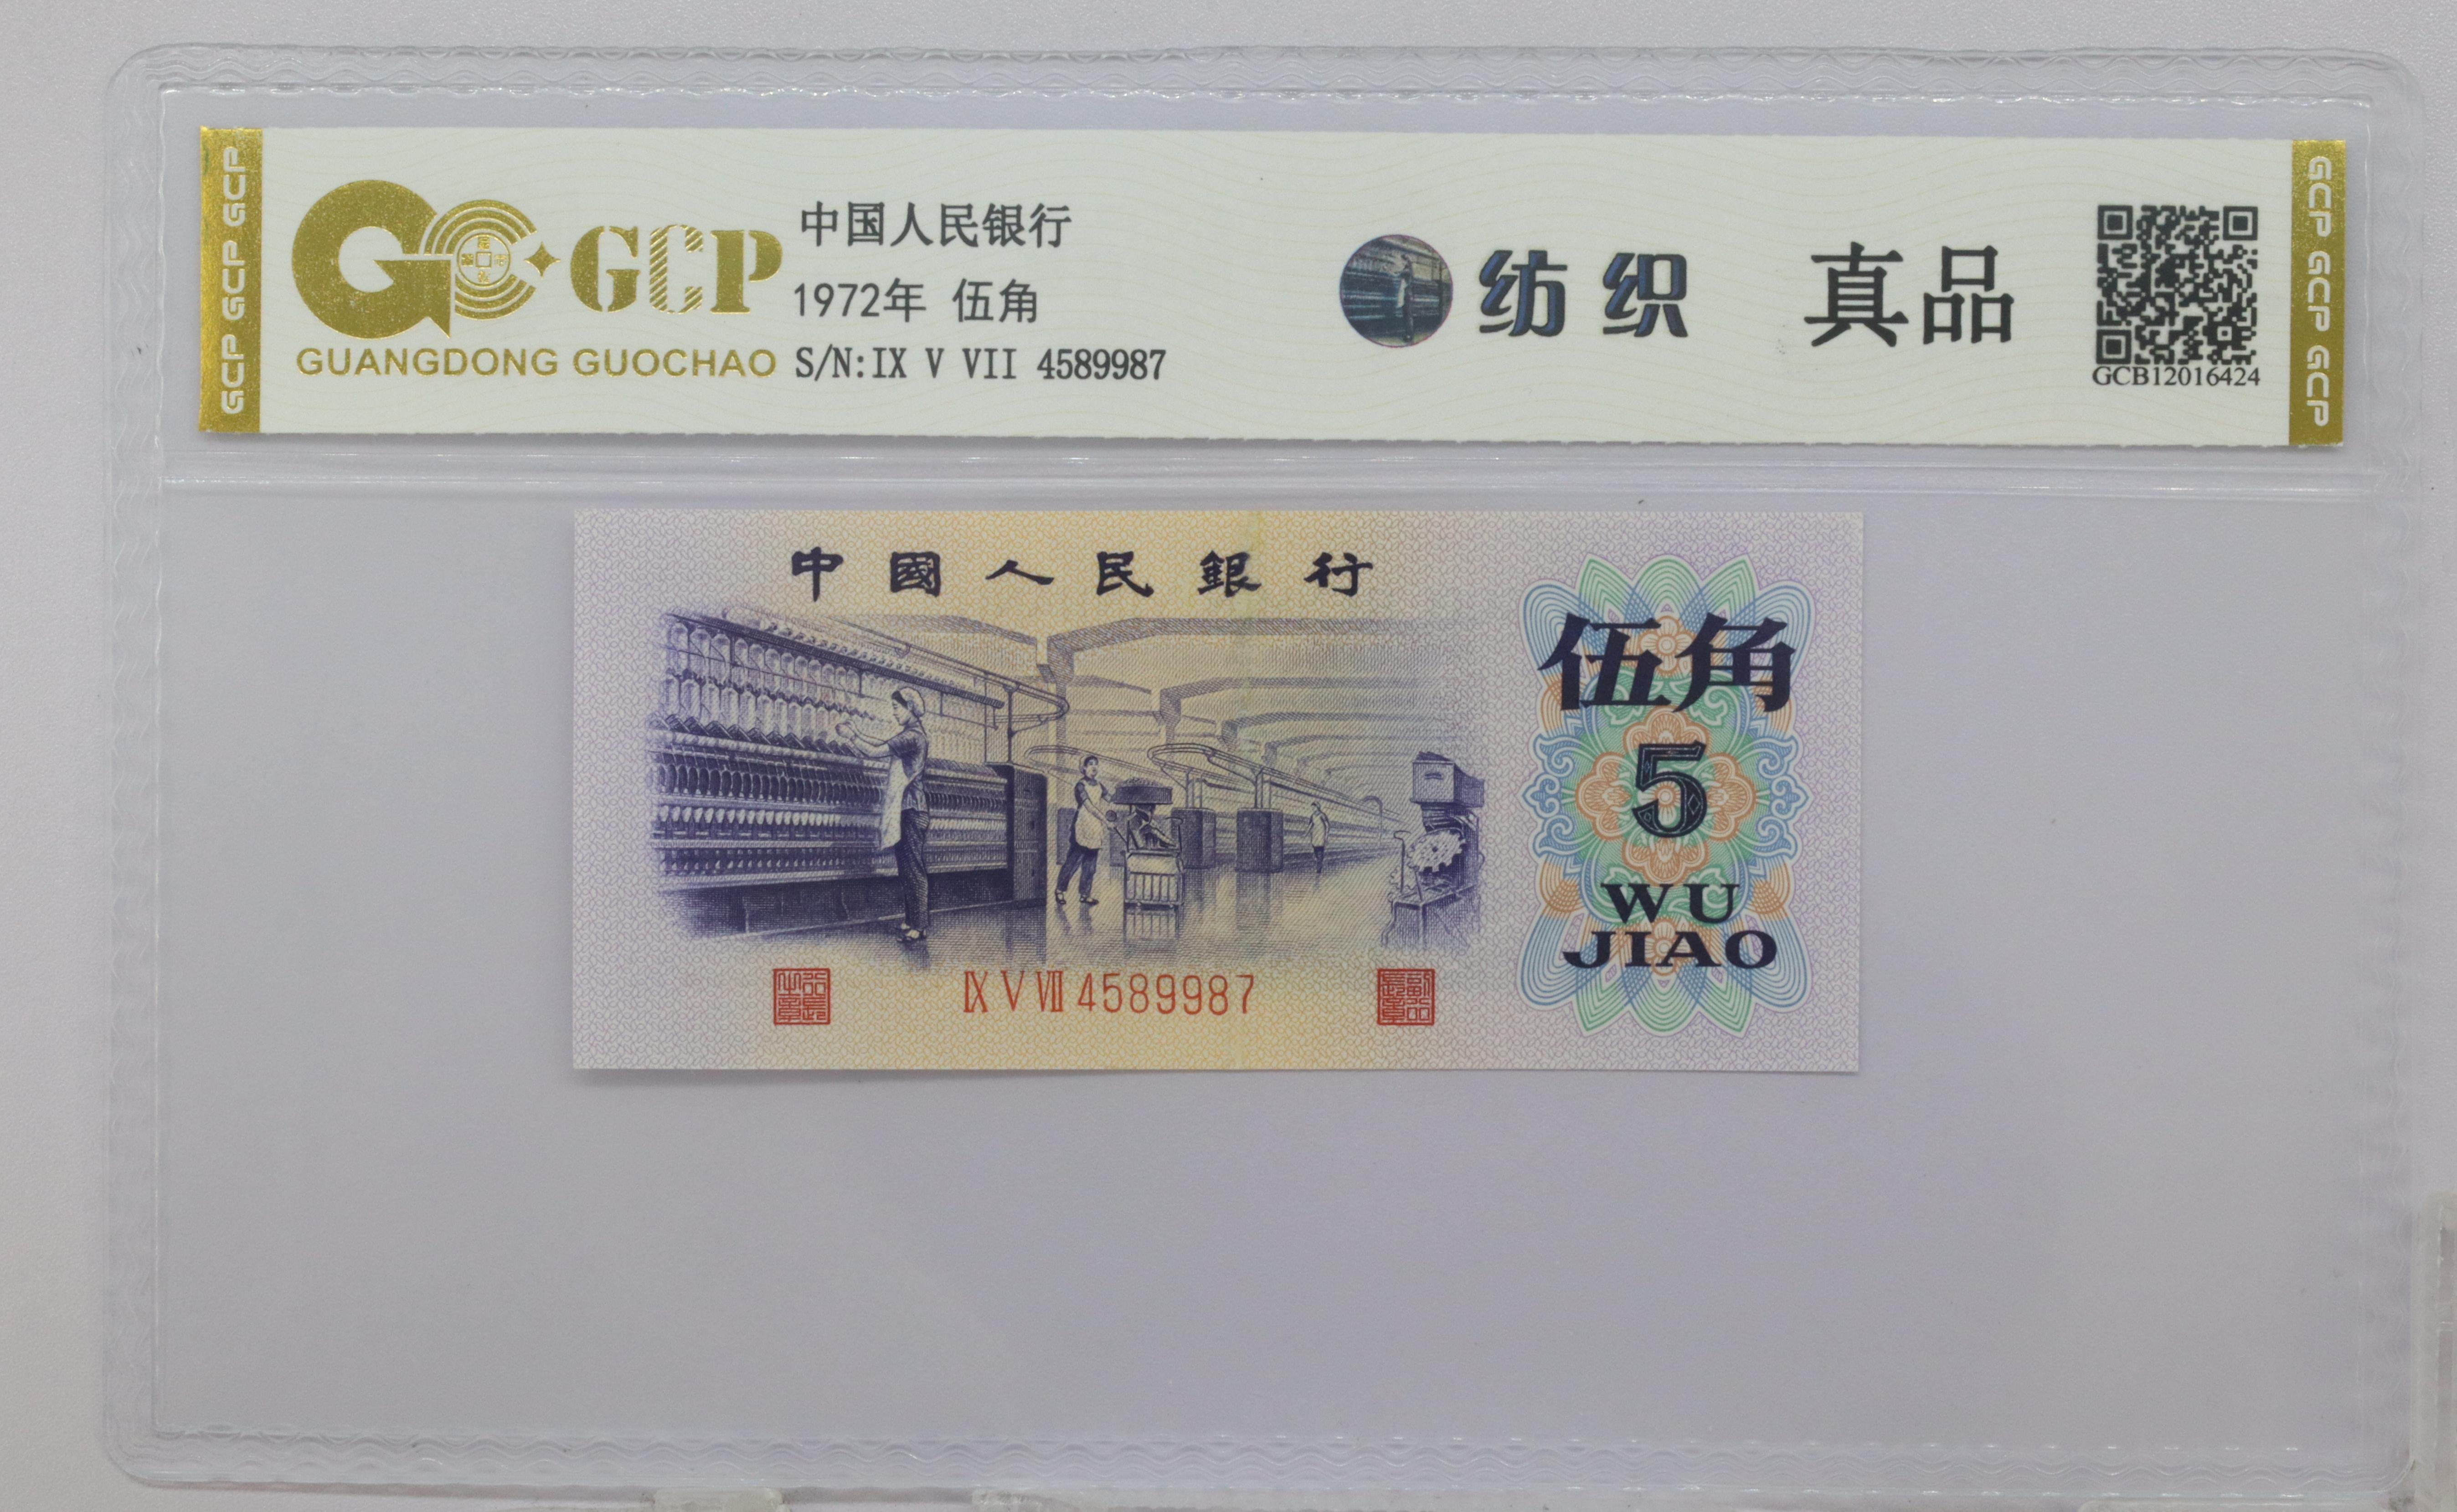 GCP GCP GCP
GCP
GUANGDONG GUOCHAO
中国人民银行
1972年 伍角
S/N:IX V VII 4589987
纺织 真品
GCB12016424
GCP GCP GCP
中國人民銀行
伍角
5
WU
JIAO
IX V VII 4589987